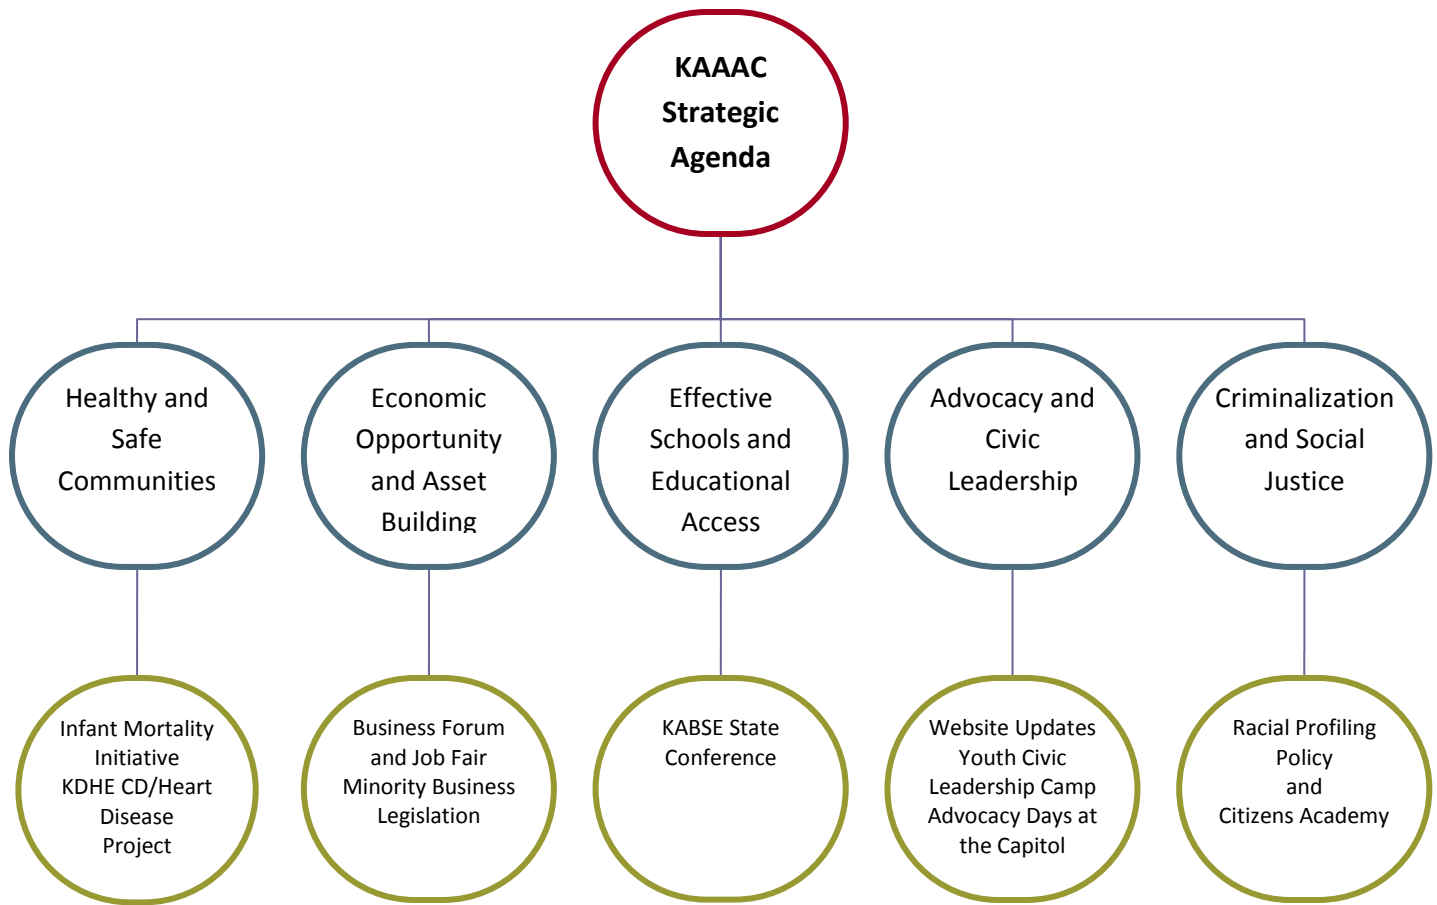 KAAAC
Strategic
Agenda
Healthy and
Safe
Communities
Economic
Opportunity
and Asset
Building
Effective
Schools and
Educational
Access
Advocacy and
Civic
Leadership
Criminalization
and Social
Justice
Infant Mortality
Initiative
KDHE CD/Heart
Disease
Project
Business Forum
and Job Fair
Minority Business
Legislation
KABSE State
Conference
Website Updates
Youth Civic
Leadership Camp
Advocacy Days at
the Capitol
Racial Profiling
Policy
and
Citizens Academy